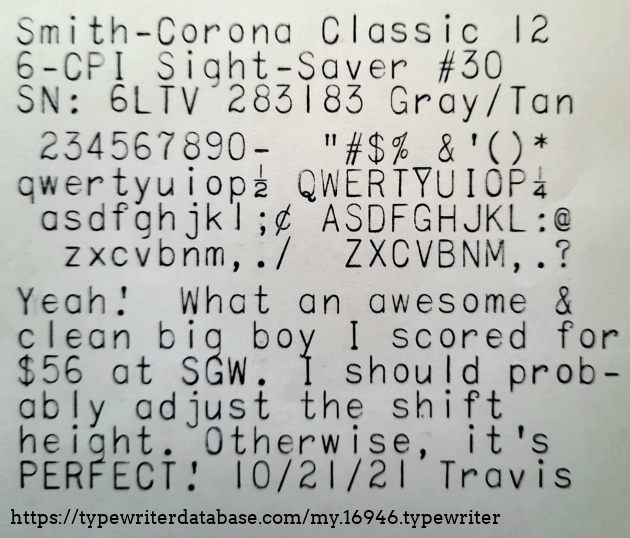 Smith-Corona Classic 12
6-CPI Sight-Saver #30
SN: 6LTV 283183 Gray/Tan
234567890- "#$% &'()*
qwertyuiop½ QWERTYUIOP¼
asdfghjkl;¢ ASDFGHJKL:@
zxcvbnm,./ ZXCVBNM,.?
Yeah! What an awesome &
clean big boy I scored for
$56 at SGW. I should prob-
ably adjust the shift
height. Otherwise, it's
PERFECT! 10/21/21 Travis
https://typewriterdatabase.com/my.16946.typewriter